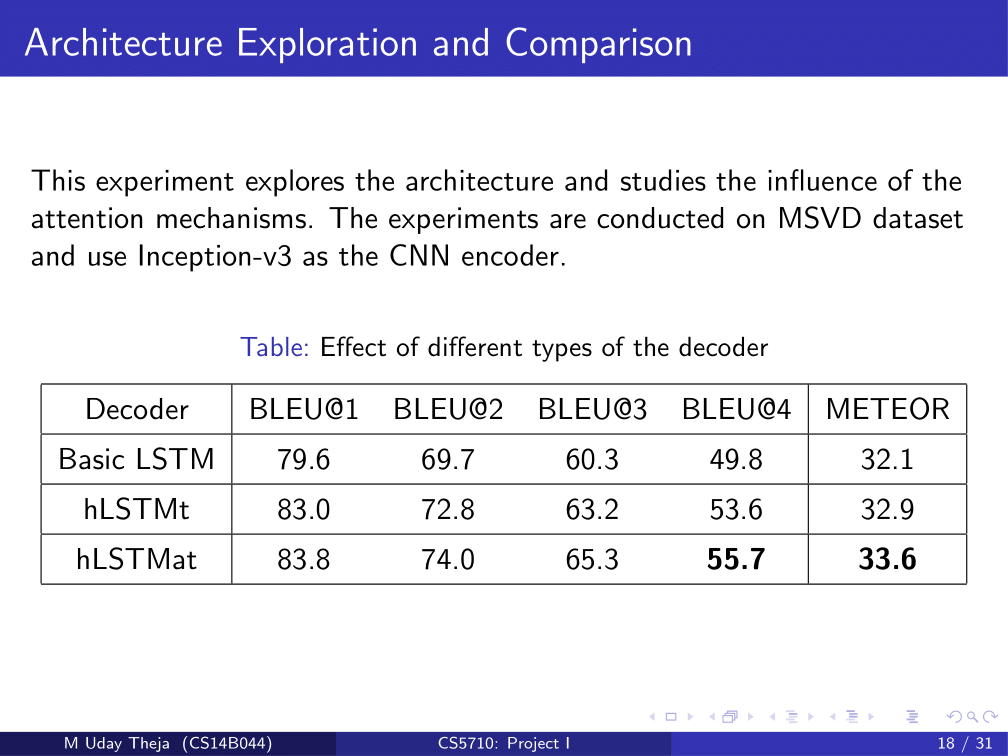 Architecture Exploration and Comparison
This experiment explores the architecture and studies the influence of the
attention mechanisms. The experiments are conducted on MSVD dataset
and use Inception-v3 as the CNN encoder.
Table: Effect of different types of the decoder
Decoder BLEU@1 BLEU@2 BLEU@3 BLEU@4 METEOR
Basic LSTM 79.6 69.7 60.3 49.8 32.1
hLSTMt 83.0 72.8 63.2 53.6 32.9
hLSTMat 83.8 74.0 65.3 55.7 33.6
M Uday Theja (CS14B044) CS5710: Project I 18 / 31